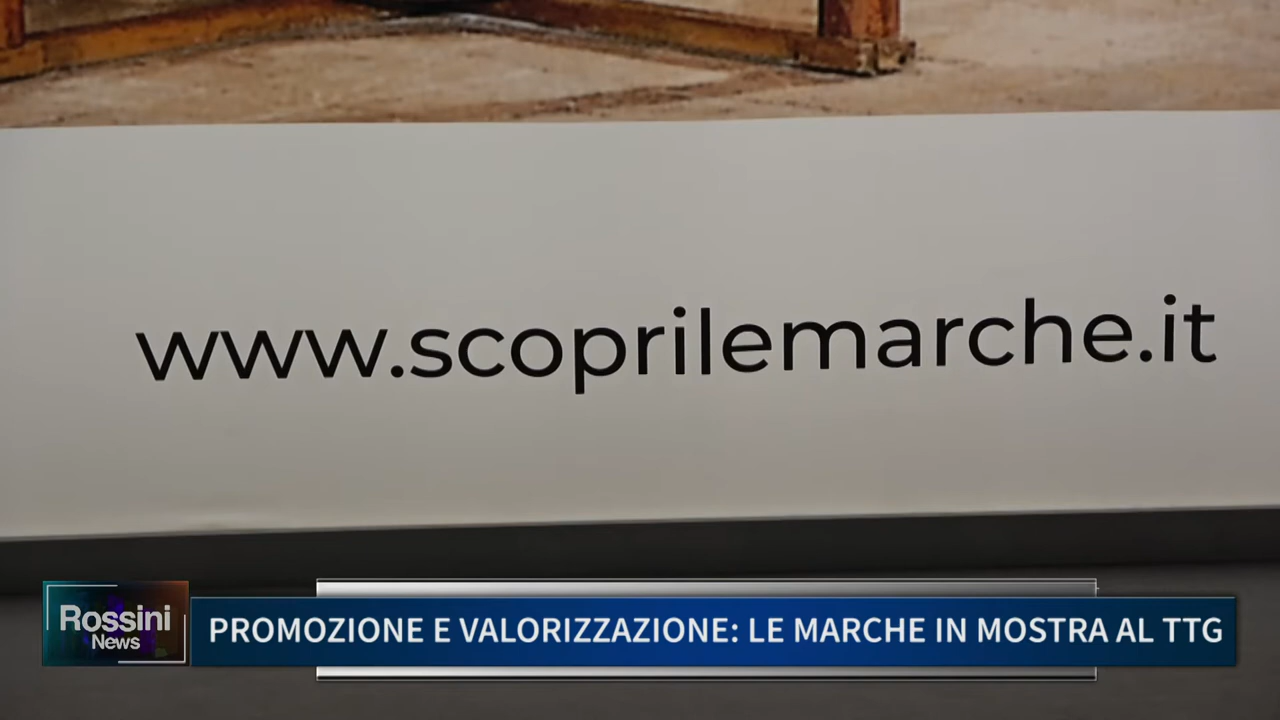 www.scoprilemarche.it
Rossini
News
PROMOZIONE E VALORIZZAZIONE: LE MARCHE IN MOSTRA AL TTG